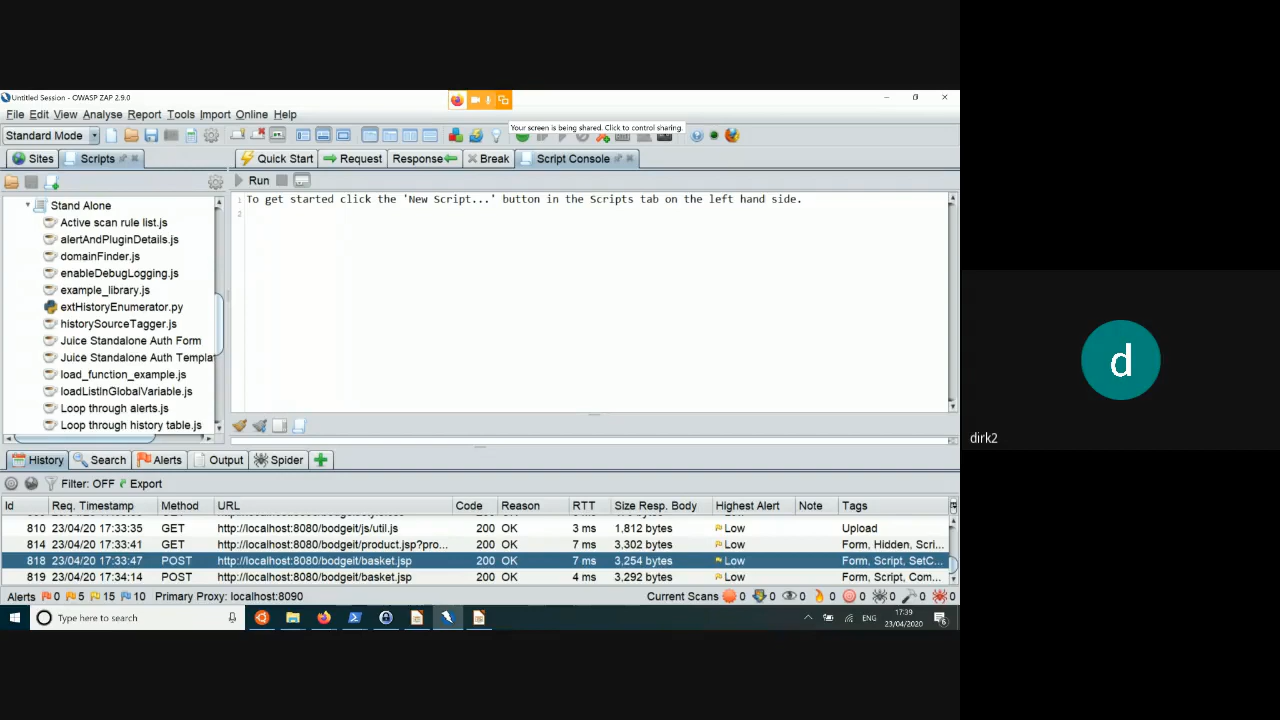 Untitled Session - OWASP ZAP 2.9.0
File Edit View Analyse Report Tools Import Online Help
Standard Mode
Your screen is being shared. Click to control sharing.
Sites Scripts
Quick Start Request Response Break Script Console
Run
1 To get started click the 'New Script...' button in the Scripts tab on the left hand side.
2
Stand Alone
Active scan rule list.js
alertAndPluginDetails.js
domainFinder.js
enableDebugLogging.js
example_library.js
extHistoryEnumerator.py
historySourceTagger.js
Juice Standalone Auth Form
Juice Standalone Auth Templat
load_function_example.js
loadListInGlobalVariable.js
Loop through alerts.js
Loop through history table.js
History Search Alerts Output Spider
Filter: OFF Export
Id Req. Timestamp Method URL Code Reason RTT Size Resp. Body Highest Alert Note Tags
810 23/04/20 17:33:35 GET http://localhost:8080/bodgeit/js/util.js 200 OK 3 ms 1,812 bytes Low Upload
814 23/04/20 17:33:41 GET http://localhost:8080/bodgeit/product.jsp?pro... 200 OK 7 ms 3,302 bytes Low Form, Hidden, Scri...
818 23/04/20 17:33:47 POST http://localhost:8080/bodgeit/basket.jsp 200 OK 7 ms 3,254 bytes Low Form, Script, SetC...
819 23/04/20 17:34:14 POST http://localhost:8080/bodgeit/basket.jsp 200 OK 4 ms 3,292 bytes Low Form, Script, Com...
Alerts 0 5 15 10 Primary Proxy: localhost:8090 Current Scans 0 0 0 0 0 0 0 0
Type here to search
ENG
17:39
23/04/2020
6
d
dirk2